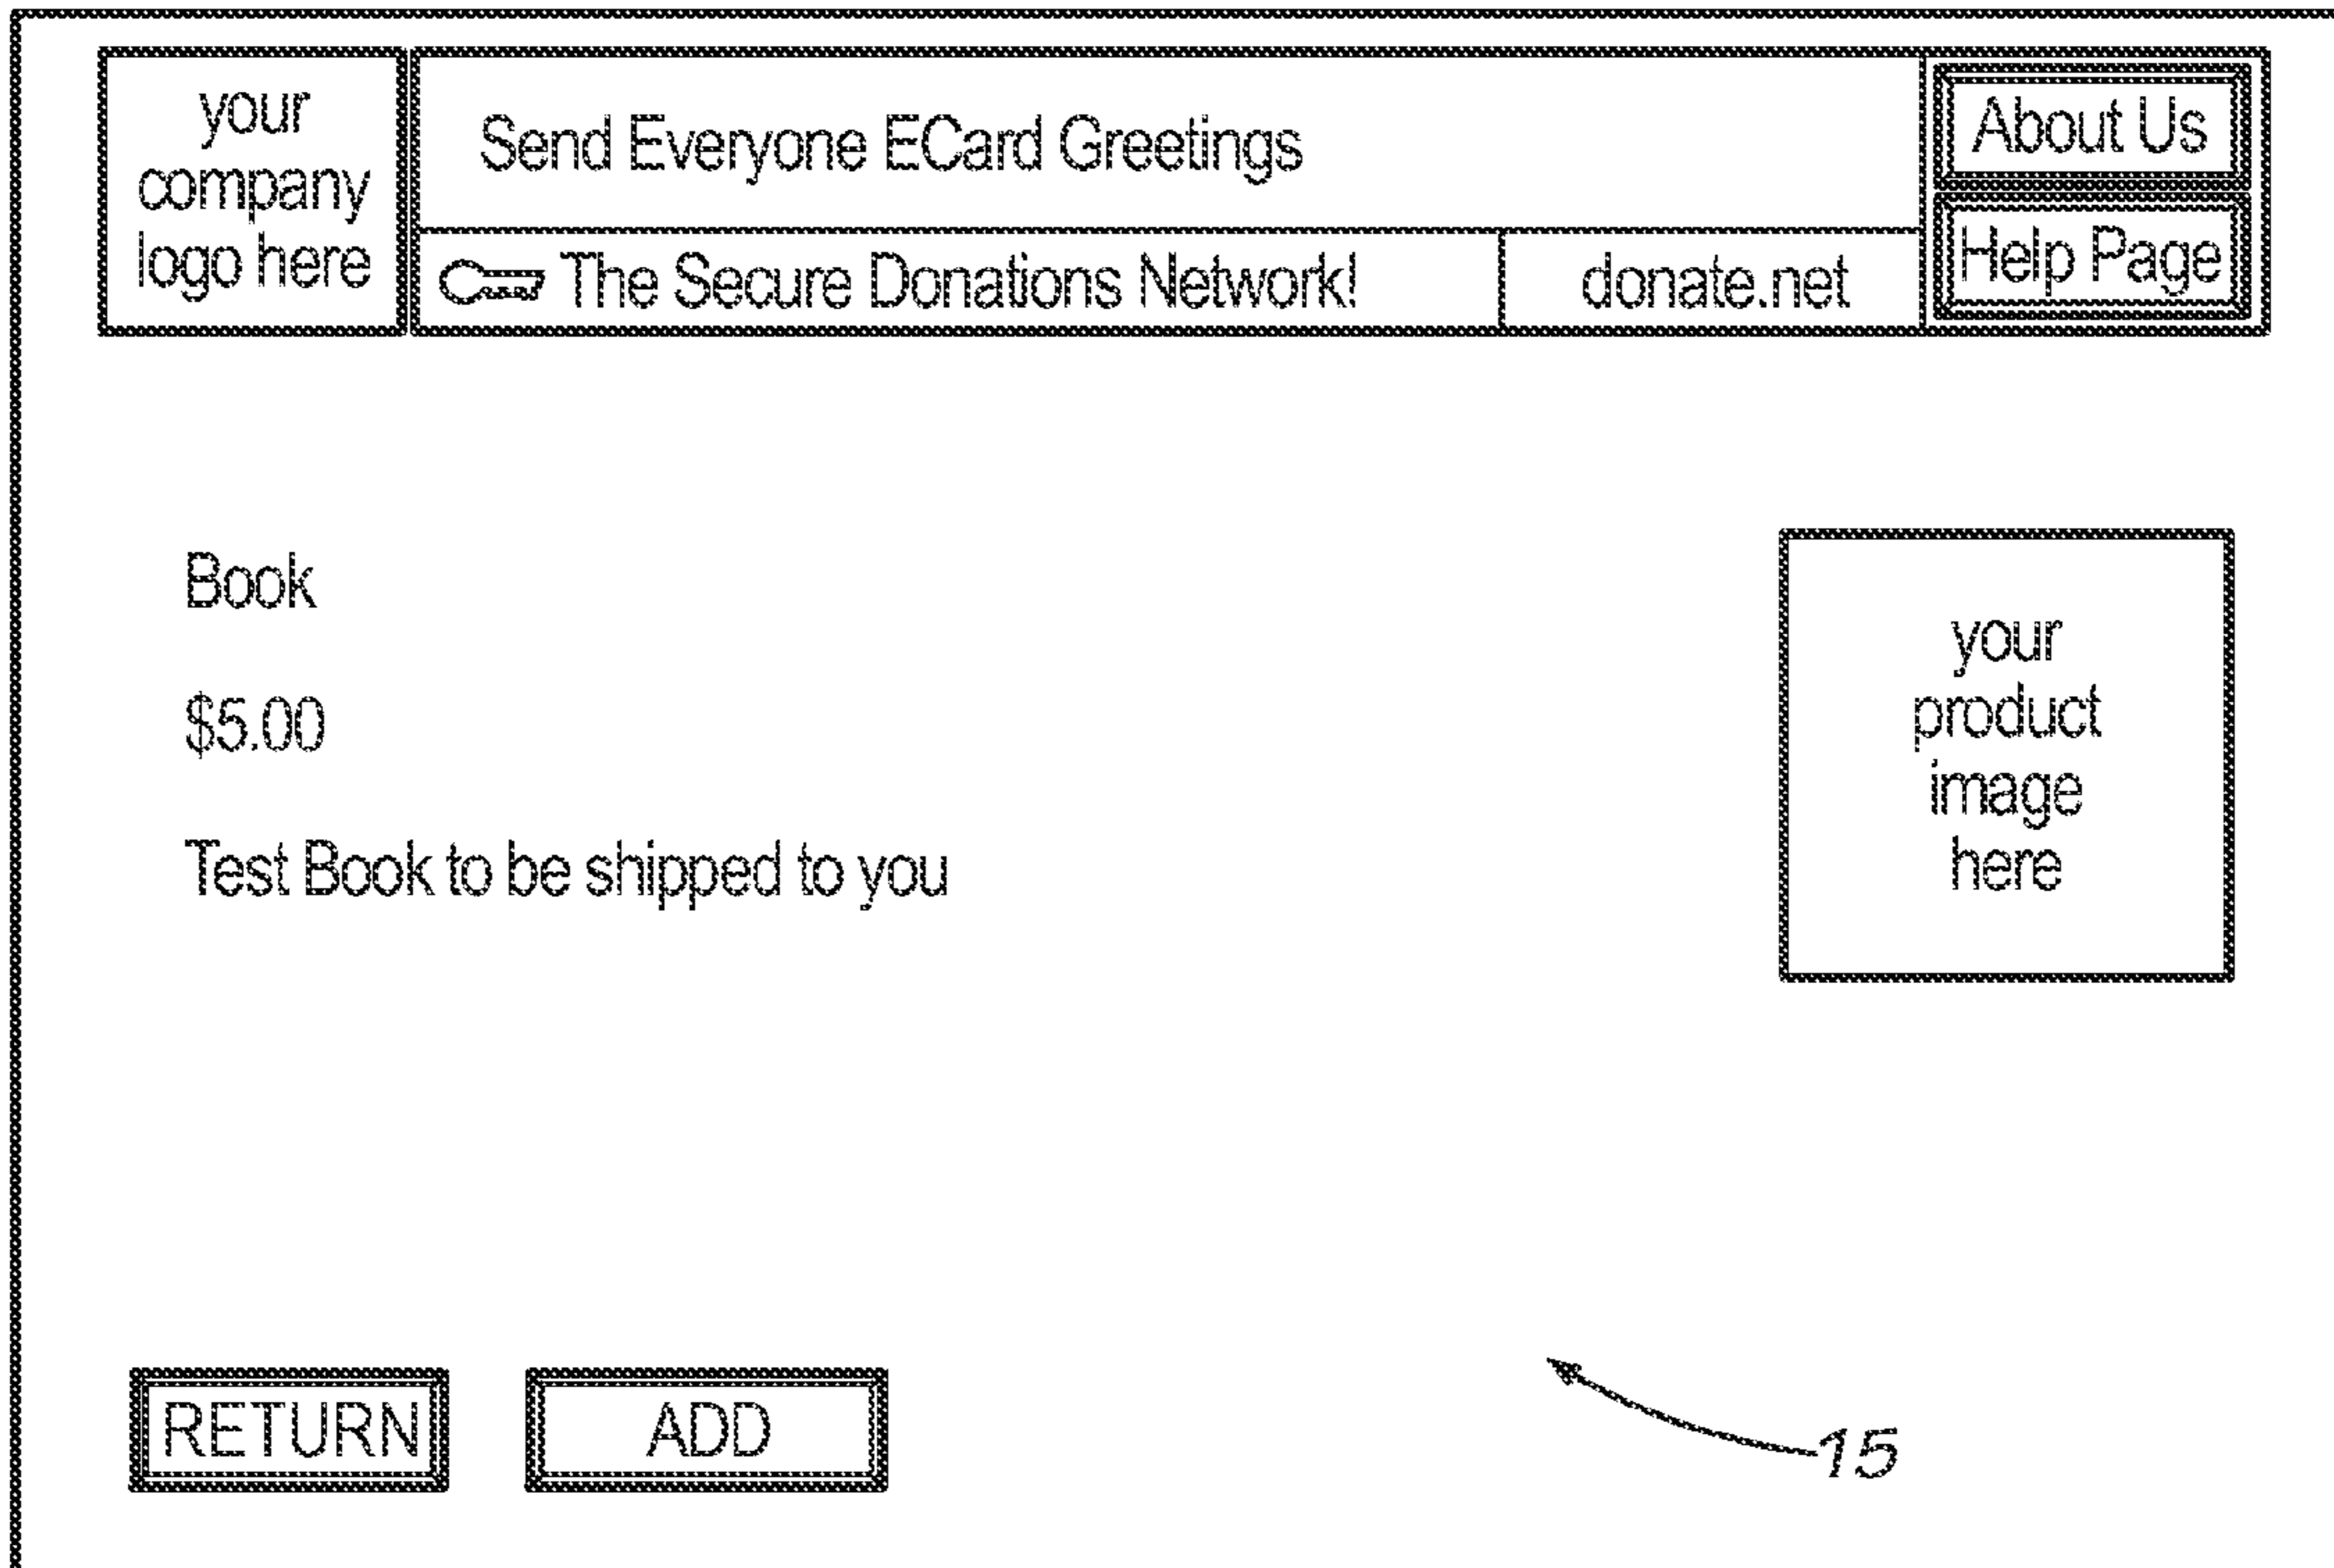 your
company
logo here
Send Everyone ECard Greetings
The Secure Donations Network!
donate.net
About Us
Help Page
Book
$5.00
Test Book to be shipped to you
your
product
image
here
RETURN
ADD
15